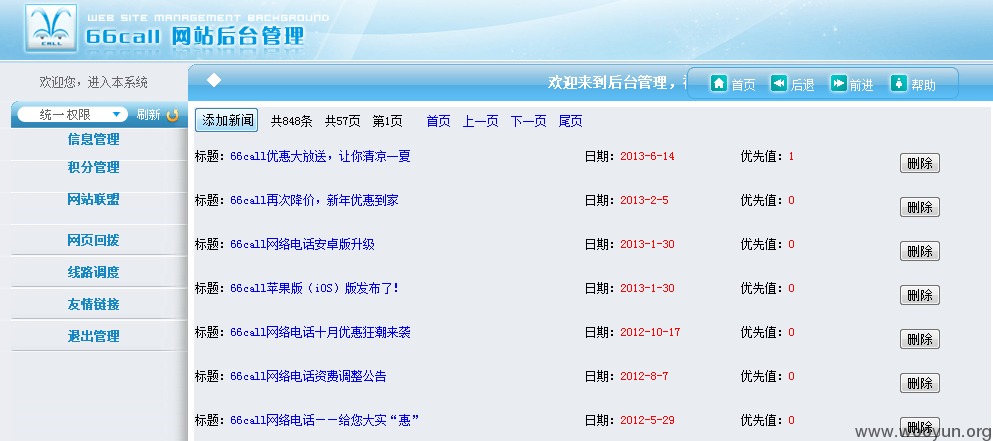 WEB SITE MANAGEMENT BACKGROUND
66call 网站后台管理
CALL
欢迎您，进入本系统
欢迎来到后台管理，
首页 后退 前进 帮助
统一权限 刷新
信息管理
积分管理
网站联盟
网页回拨
线路调度
友情链接
退出管理
添加新闻 共848条 共57页 第1页 首页 上一页 下一页 尾页
标题：66call优惠大放送，让你清凉一夏 日期：2013-6-14 优先值：1 删除
标题：66call再次降价，新年优惠到家 日期：2013-2-5 优先值：0 删除
标题：66call网络电话安卓版升级 日期：2013-1-30 优先值：0 删除
标题：66call苹果版（iOS）版发布了！ 日期：2013-1-30 优先值：0 删除
标题：66call网络电话十月优惠狂潮来袭 日期：2012-10-17 优先值：0 删除
标题：66call网络电话资费调整公告 日期：2012-8-7 优先值：0 删除
标题：66call网络电话——给您大实“惠” 日期：2012-5-29 优先值：0 删除
www.wooyun.org